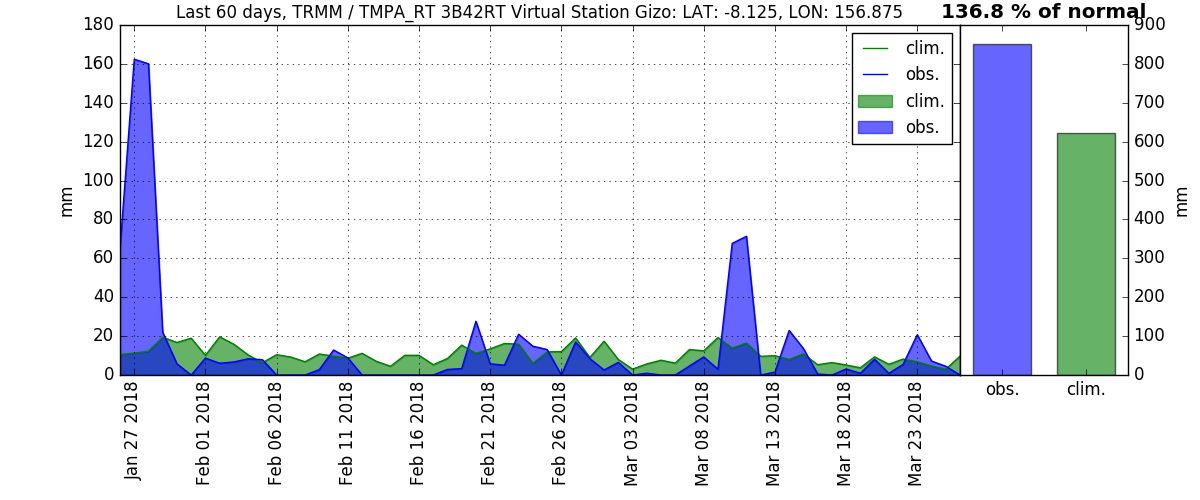 Last 60 days, TRMM / TMPA_RT 3B42RT Virtual Station Gizo: LAT: -8.125, LON: 156.875
136.8 % of normal
180
160
140
120
100
80
60
40
20
0
mm
clim.
obs.
clim.
obs.
900
800
700
600
500
400
300
200
100
0
mm
obs.
clim.
Jan 27 2018
Feb 01 2018
Feb 06 2018
Feb 11 2018
Feb 16 2018
Feb 21 2018
Feb 26 2018
Mar 03 2018
Mar 08 2018
Mar 13 2018
Mar 18 2018
Mar 23 2018